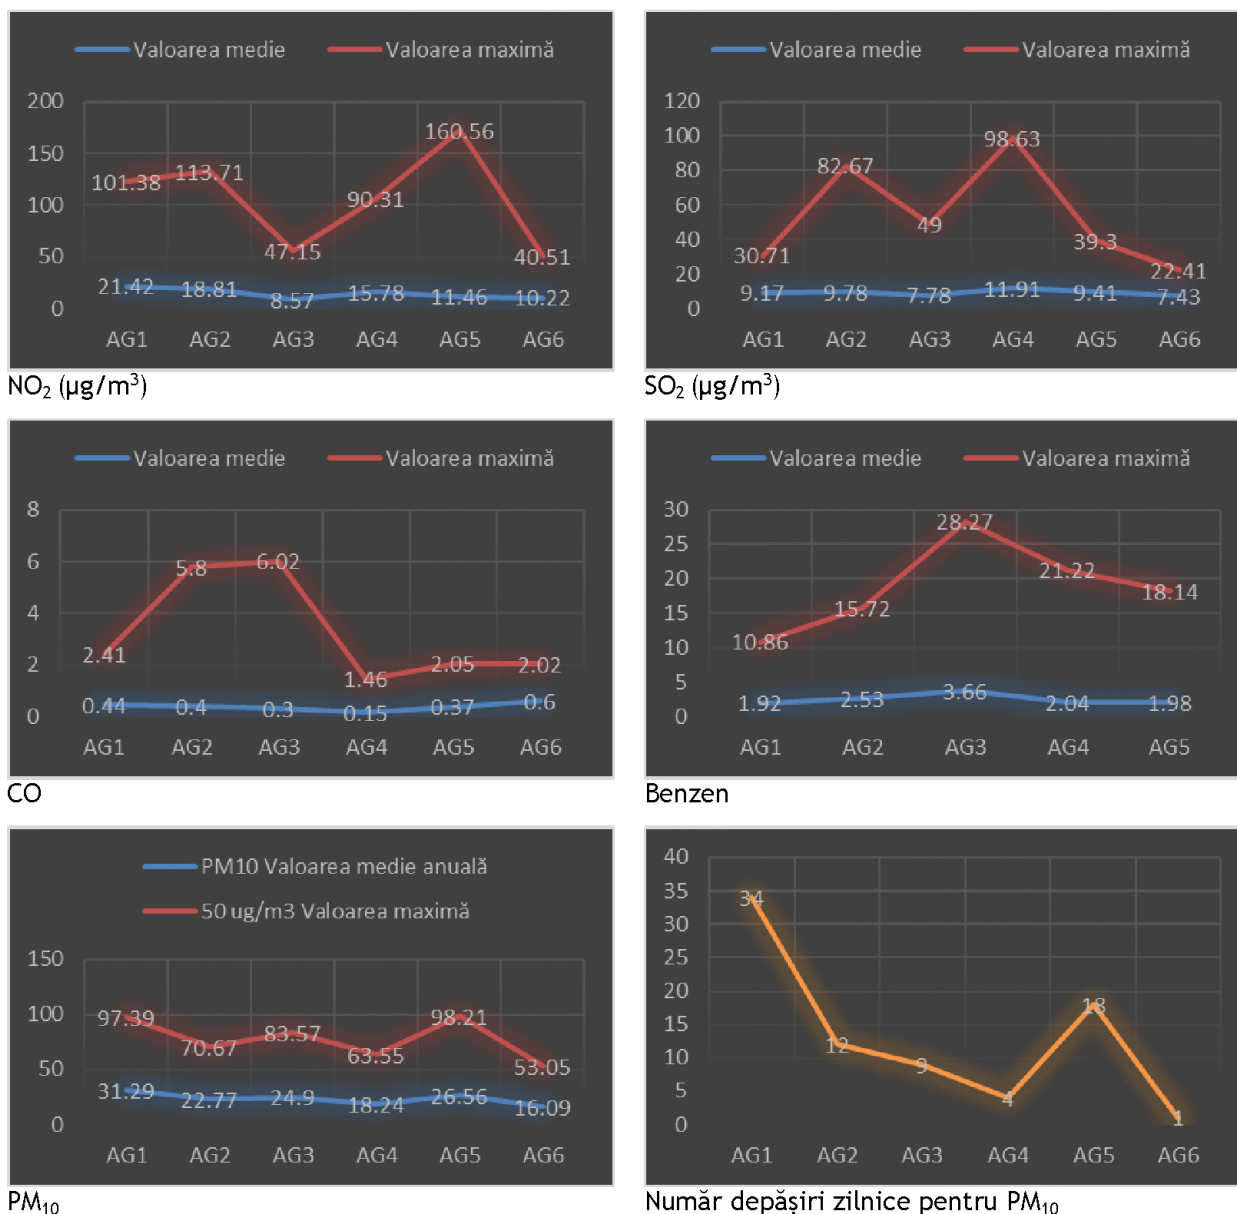 Valoarea medie Valoarea maximă
200
150
100
50
0
101.38 113.71 47.15 90.31 160.56 40.51
21.42 18.81 8.57 15.78 11.46 10.22
AG1 AG2 AG3 AG4 AG5 AG6
NO₂ (µg/m³)
Valoarea medie Valoarea maximă
120
100
80
60
40
20
0
30.71 82.67 49 98.63 39.3 22.41
9.17 9.78 7.78 11.91 9.41 7.43
AG1 AG2 AG3 AG4 AG5 AG6
SO₂ (µg/m³)
Valoarea medie Valoarea maximă
8
6
4
2
0
2.41 5.8 6.02 1.46 2.05 2.02
0.44 0.4 0.3 0.15 0.37 0.6
AG1 AG2 AG3 AG4 AG5 AG6
CO
Valoarea medie Valoarea maximă
30
25
20
15
10
5
0
10.86 15.72 28.27 21.22 18.14
1.92 2.53 3.66 2.04 1.98
AG1 AG2 AG3 AG4 AG5
Benzen
PM10 Valoarea medie anuală
50 ug/m3 Valoarea maximă
150
100
50
0
97.39 70.67 83.57 63.55 98.21 53.05
31.29 22.77 24.9 18.24 26.56 16.09
AG1 AG2 AG3 AG4 AG5 AG6
PM₁₀
40
35
30
25
20
15
10
5
0
34 12 9 4 18 1
AG1 AG2 AG3 AG4 AG5 AG6
Număr depășiri zilnice pentru PM₁₀